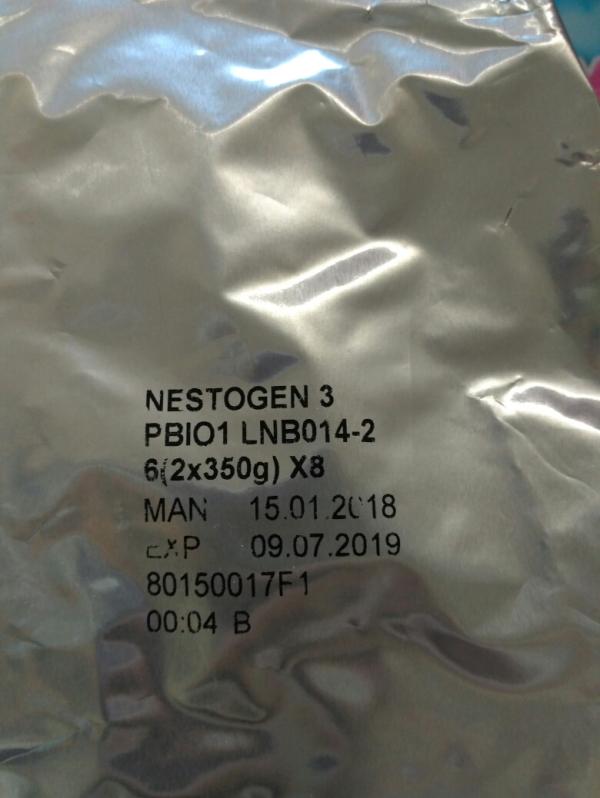 NESTOGEN 3
PBIO1 LNB014-2
6(2x350g) X8
MAN 15.01.2018
EXP 09.07.2019
80150017F1
00:04 B